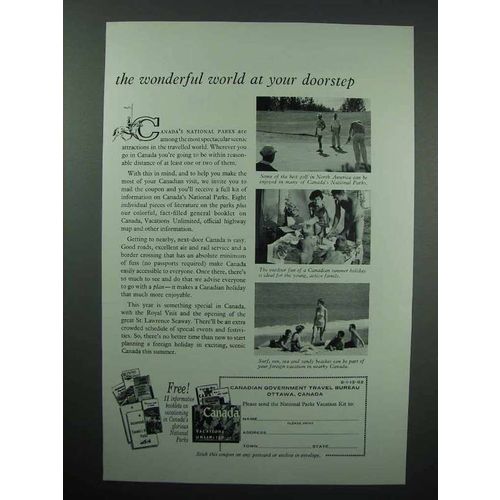 the wonderful world at your doorstep
CANADA'S NATIONAL PARKS are
among the most spectacular scenic
attractions in the travelled world. Wherever you
go in Canada you're going to be within reason-
able distance of at least one or two of them.
With this in mind, and to help you make the
most of your Canadian visit, we invite you to
mail the coupon and you'll receive a full kit of
information on Canada's National Parks. Eight
individual pieces of literature on the parks plus
our colorful, fact-filled general booklet on
Canada, Vacations Unlimited, official highway
map and other information.
Getting to nearby, next-door Canada is easy.
Good roads, excellent air and rail service and a
border crossing that has an absolute minimum
of fuss (no passports required) make Canada
easily accessible to everyone. Once there, there's
so much to see and do that we advise everyone
to go with a plan—it makes a Canadian holiday
that much more enjoyable.
This year is something special in Canada,
with the Royal Visit and the opening of the
great St. Lawrence Seaway. There'll be an extra
crowded schedule of special events and festivi-
ties. So, there's no better time than now to start
planning a foreign holiday in exciting, scenic
Canada this summer.
Some of the best golf in North America can be
enjoyed in many of Canada's National Parks.
The outdoor fun of a Canadian summer holiday
is ideal for the young, active family.
Surf, sun, sea and sandy beaches can be part of
your foreign vacation in nearby Canada.
Free!
11 information
booklets on
vacationing
in Canada's
glorious
National
Parks
Canada
VACATIONS
UNLIMITED
CANADIAN GOVERNMENT TRAVEL BUREAU
OTTAWA, CANADA
Please send the National Parks Vacation Kit to:
NAME
PLEASE PRINT
ADDRESS
TOWN STATE
Stick this coupon on any postcard or enclose in envelope.